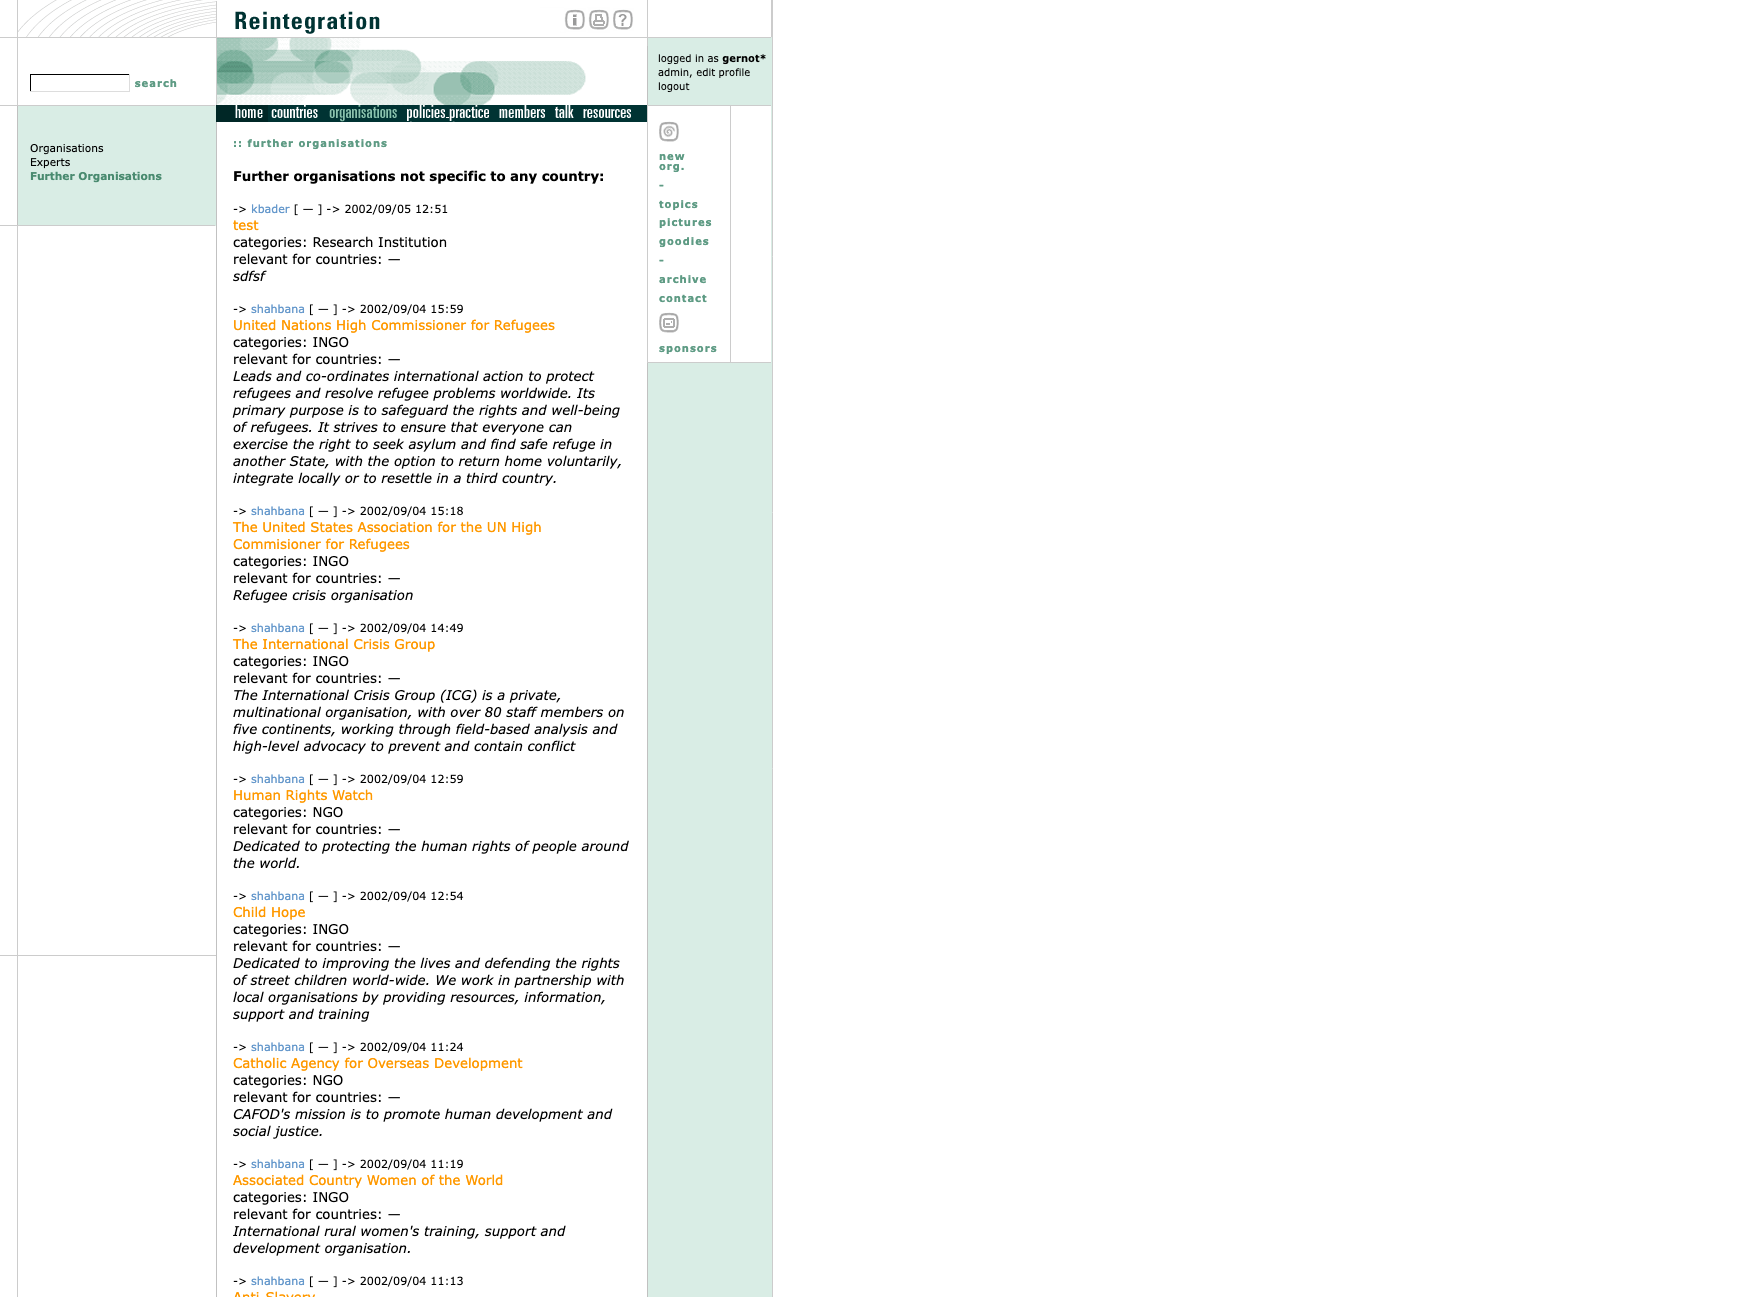 Reintegration
search
logged in as gernot*
admin, edit profile
logout
home countries organisations policies.practice members talk resources
Organisations
Experts
Further Organisations
:: further organisations
Further organisations not specific to any country:
-> kbader [ — ] -> 2002/09/05 12:51
test
categories: Research Institution
relevant for countries: —
sdfsf
-> shahbana [ — ] -> 2002/09/04 15:59
United Nations High Commissioner for Refugees
categories: INGO
relevant for countries: —
Leads and co-ordinates international action to protect
refugees and resolve refugee problems worldwide. Its
primary purpose is to safeguard the rights and well-being
of refugees. It strives to ensure that everyone can
exercise the right to seek asylum and find safe refuge in
another State, with the option to return home voluntarily,
integrate locally or to resettle in a third country.
-> shahbana [ — ] -> 2002/09/04 15:18
The United States Association for the UN High
Commisioner for Refugees
categories: INGO
relevant for countries: —
Refugee crisis organisation
-> shahbana [ — ] -> 2002/09/04 14:49
The International Crisis Group
categories: INGO
relevant for countries: —
The International Crisis Group (ICG) is a private,
multinational organisation, with over 80 staff members on
five continents, working through field-based analysis and
high-level advocacy to prevent and contain conflict
-> shahbana [ — ] -> 2002/09/04 12:59
Human Rights Watch
categories: NGO
relevant for countries: —
Dedicated to protecting the human rights of people around
the world.
-> shahbana [ — ] -> 2002/09/04 12:54
Child Hope
categories: INGO
relevant for countries: —
Dedicated to improving the lives and defending the rights
of street children world-wide. We work in partnership with
local organisations by providing resources, information,
support and training
-> shahbana [ — ] -> 2002/09/04 11:24
Catholic Agency for Overseas Development
categories: NGO
relevant for countries: —
CAFOD's mission is to promote human development and
social justice.
-> shahbana [ — ] -> 2002/09/04 11:19
Associated Country Women of the World
categories: INGO
relevant for countries: —
International rural women's training, support and
development organisation.
-> shahbana [ — ] -> 2002/09/04 11:13
Anti-Slavery
new
org.
-
topics
pictures
goodies
-
archive
contact
sponsors